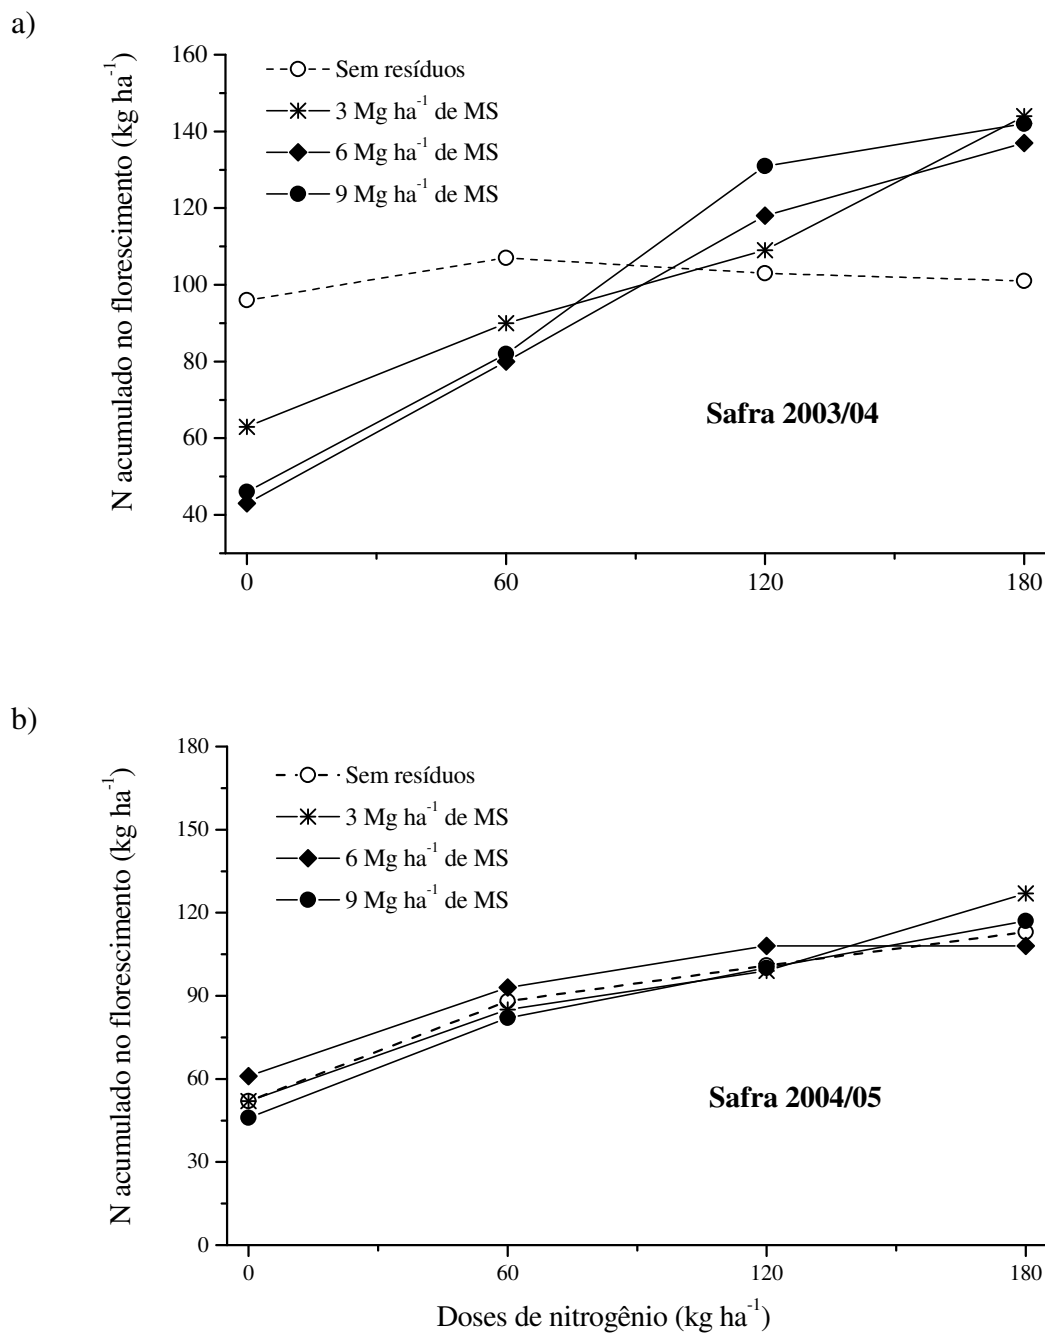 a)
N acumulado no florescimento (kg ha⁻¹)
160
140
120
100
80
60
40
Sem resíduos
3 Mg ha⁻¹ de MS
6 Mg ha⁻¹ de MS
9 Mg ha⁻¹ de MS
Safra 2003/04
0 60 120 180
b)
N acumulado no florescimento (kg ha⁻¹)
180
150
120
90
60
30
0
Sem resíduos
3 Mg ha⁻¹ de MS
6 Mg ha⁻¹ de MS
9 Mg ha⁻¹ de MS
Safra 2004/05
0 60 120 180
Doses de nitrogênio (kg ha⁻¹)